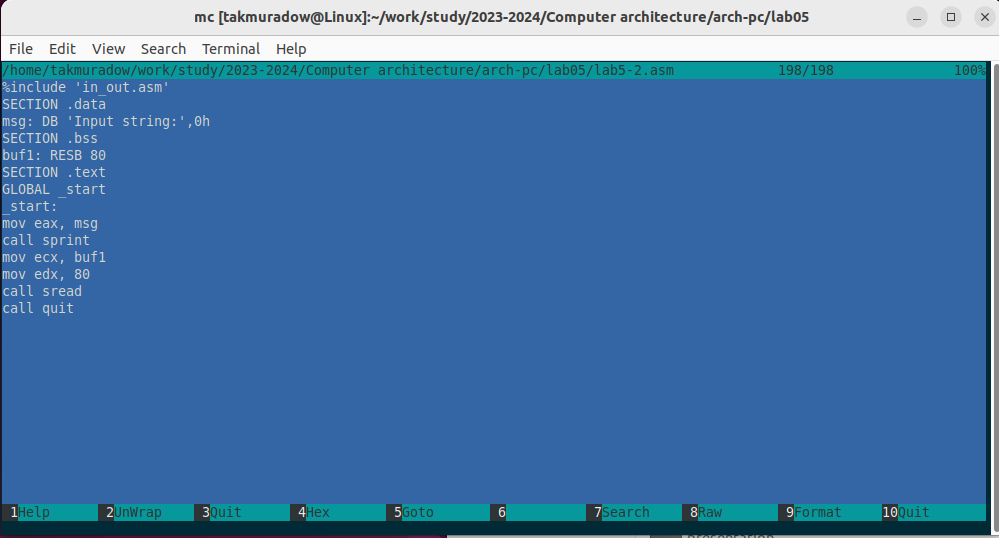 mc [takmuradow@Linux]:~/work/study/2023-2024/Computer architecture/arch-pc/lab05
File Edit View Search Terminal Help
/home/takmuradow/work/study/2023-2024/Computer architecture/arch-pc/lab05/lab5-2.asm 198/198 100%
%include 'in_out.asm'
SECTION .data
msg: DB 'Input string:',0h
SECTION .bss
buf1: RESB 80
SECTION .text
GLOBAL _start
_start:
mov eax, msg
call sprint
mov ecx, buf1
mov edx, 80
call sread
call quit
1Help 2UnWrap 3Quit 4Hex 5Goto 6 7Search 8Raw 9Format 10Quit